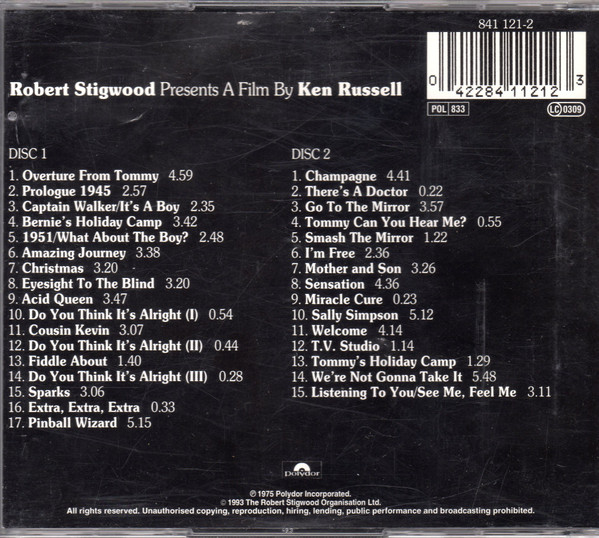 841 121-2
0 42284 11212 3
POL 833
LC 0309
Robert Stigwood Presents A Film By Ken Russell
DISC 1
1. Overture From Tommy 4.59
2. Prologue 1945 2.57
3. Captain Walker/It's A Boy 2.35
4. Bernie's Holiday Camp 3.42
5. 1951/What About The Boy? 2.48
6. Amazing Journey 3.38
7. Christmas 3.20
8. Eyesight To The Blind 3.20
9. Acid Queen 3.47
10. Do You Think It's Alright (I) 0.54
11. Cousin Kevin 3.07
12. Do You Think It's Alright (II) 0.44
13. Fiddle About 1.40
14. Do You Think It's Alright (III) 0.28
15. Sparks 3.06
16. Extra, Extra, Extra 0.33
17. Pinball Wizard 5.15
DISC 2
1. Champagne 4.41
2. There's A Doctor 0.22
3. Go To The Mirror 3.57
4. Tommy Can You Hear Me? 0.55
5. Smash The Mirror 1.22
6. I'm Free 2.36
7. Mother and Son 3.26
8. Sensation 4.36
9. Miracle Cure 0.23
10. Sally Simpson 5.12
11. Welcome 4.14
12. T.V. Studio 1.14
13. Tommy's Holiday Camp 1.29
14. We're Not Gonna Take It 5.48
15. Listening To You/See Me, Feel Me 3.11
polydor
℗ 1975 Polydor Incorporated.
© 1993 The Robert Stigwood Organisation Ltd.
All rights reserved. Unauthorised copying, reproduction, hiring, lending, public performance and broadcasting prohibited.